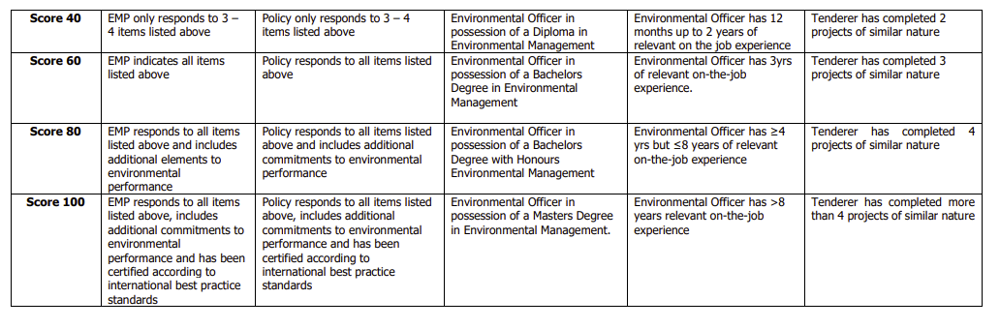 Score 40
EMP only responds to 3 –
4 items listed above
Policy only responds to 3 – 4
items listed above
Environmental Officer in
possession of a Diploma in
Environmental Management
Environmental Officer has 12
months up to 2 years of
relevant on the job experience
Tenderer has completed 2
projects of similar nature
Score 60
EMP indicates all items
listed above
Policy responds to all items listed
above
Environmental Officer in
possession of a Bachelors
Degree in Environmental
Management
Environmental Officer has 3yrs
of relevant on-the-job
experience.
Tenderer has completed 3
projects of similar nature
Score 80
EMP responds to all items
listed above and includes
additional elements to
environmental
performance
Policy responds to all items listed
above and includes additional
commitments to environmental
performance
Environmental Officer in
possession of a Bachelors
Degree with Honours
Environmental Management
Environmental Officer has ≥4
yrs but ≤8 years of relevant
on-the-job experience
Tenderer has completed 4
projects of similar nature
Score 100
EMP responds to all items
listed above, includes
additional commitments to
environmental
performance and has been
certified according to
international best practice
standards
Policy responds to all items listed
above, includes additional
commitments to environmental
performance and has been
certified according to
international best practice
standards
Environmental Officer in
possession of a Masters Degree
in Environmental Management.
Environmental Officer has >8
years relevant on-the-job
experience
Tenderer has completed more
than 4 projects of similar nature